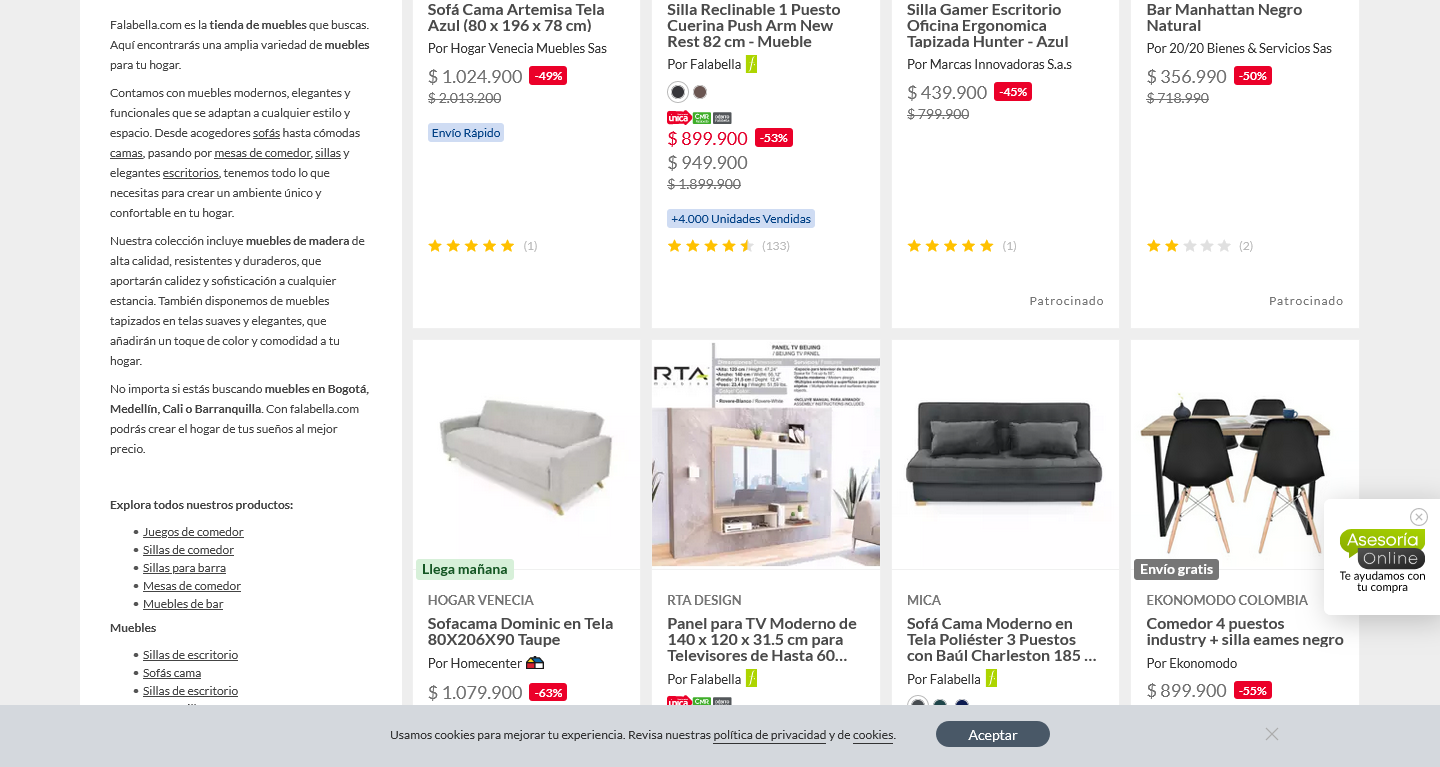 Falabella.com es la tienda de muebles que buscas.
Aquí encontrarás una amplia variedad de muebles
para tu hogar.
Contamos con muebles modernos, elegantes y
funcionales que se adaptan a cualquier estilo y
espacio. Desde acogedores sofás hasta cómodas
camas, pasando por mesas de comedor, sillas y
elegantes escritorios, tenemos todo lo que
necesitas para crear un ambiente único y
confortable en tu hogar.
Nuestra colección incluye muebles de madera de
alta calidad, resistentes y duraderos, que
aportarán calidez y sofisticación a cualquier
estancia. También disponemos de muebles
tapizados en telas suaves y elegantes, que
añadirán un toque de color y comodidad a tu
hogar.
No importa si estás buscando muebles en Bogotá,
Medellín, Cali o Barranquilla. Con falabella.com
podrás crear el hogar de tus sueños al mejor
precio.
Explora todos nuestros productos:
Juegos de comedor
Sillas de comedor
Sillas para barra
Mesas de comedor
Muebles de bar
Muebles
Sillas de escritorio
Sofás cama
Sillas de escritorio
Sofá Cama Artemisa Tela
Azul (80 x 196 x 78 cm)
Por Hogar Venecia Muebles Sas
$ 1.024.900 -49%
$ 2.013.200
Envío Rápido
(1)
Silla Reclinable 1 Puesto
Cuerina Push Arm New
Rest 82 cm - Mueble
Por Falabella
única CMR
$ 899.900 -53%
$ 949.900
$ 1.899.900
+4.000 Unidades Vendidas
(133)
Silla Gamer Escritorio
Oficina Ergonomica
Tapizada Hunter - Azul
Por Marcas Innovadoras S.a.s
$ 439.900 -45%
$ 799.900
(1)
Patrocinado
Bar Manhattan Negro
Natural
Por 20/20 Bienes & Servicios Sas
$ 356.990 -50%
$ 718.990
(2)
Patrocinado
Llega mañana
HOGAR VENECIA
Sofacama Dominic en Tela
80X206X90 Taupe
Por Homecenter
$ 1.079.900 -63%
PANEL TV BEIJING
/ BEIJING TV PANEL
RTA
muebles
RTA DESIGN
Panel para TV Moderno de
140 x 120 x 31.5 cm para
Televisores de Hasta 60...
Por Falabella
única CMR
MICA
Sofá Cama Moderno en
Tela Poliéster 3 Puestos
con Baúl Charleston 185 ...
Por Falabella
Envío gratis
EKONOMODO COLOMBIA
Comedor 4 puestos
industry + silla eames negro
Por Ekonomodo
$ 899.900 -55%
Asesoría
Online
Te ayudamos con
tu compra
Usamos cookies para mejorar tu experiencia. Revisa nuestras política de privacidad y de cookies.
Aceptar